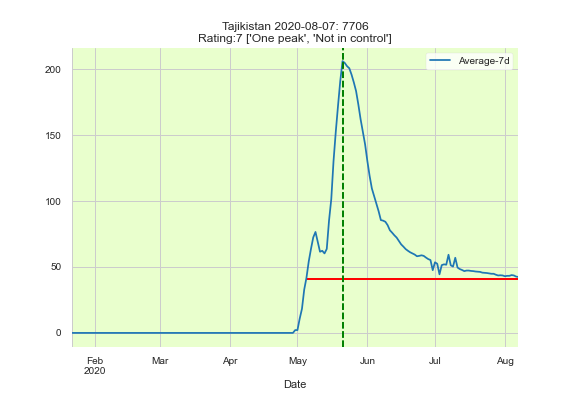 Tajikistan 2020-08-07: 7706
Rating:7 ['One peak', 'Not in control']
Average-7d
200
150
100
50
0
Feb
2020
Mar
Apr
May
Jun
Jul
Aug
Date